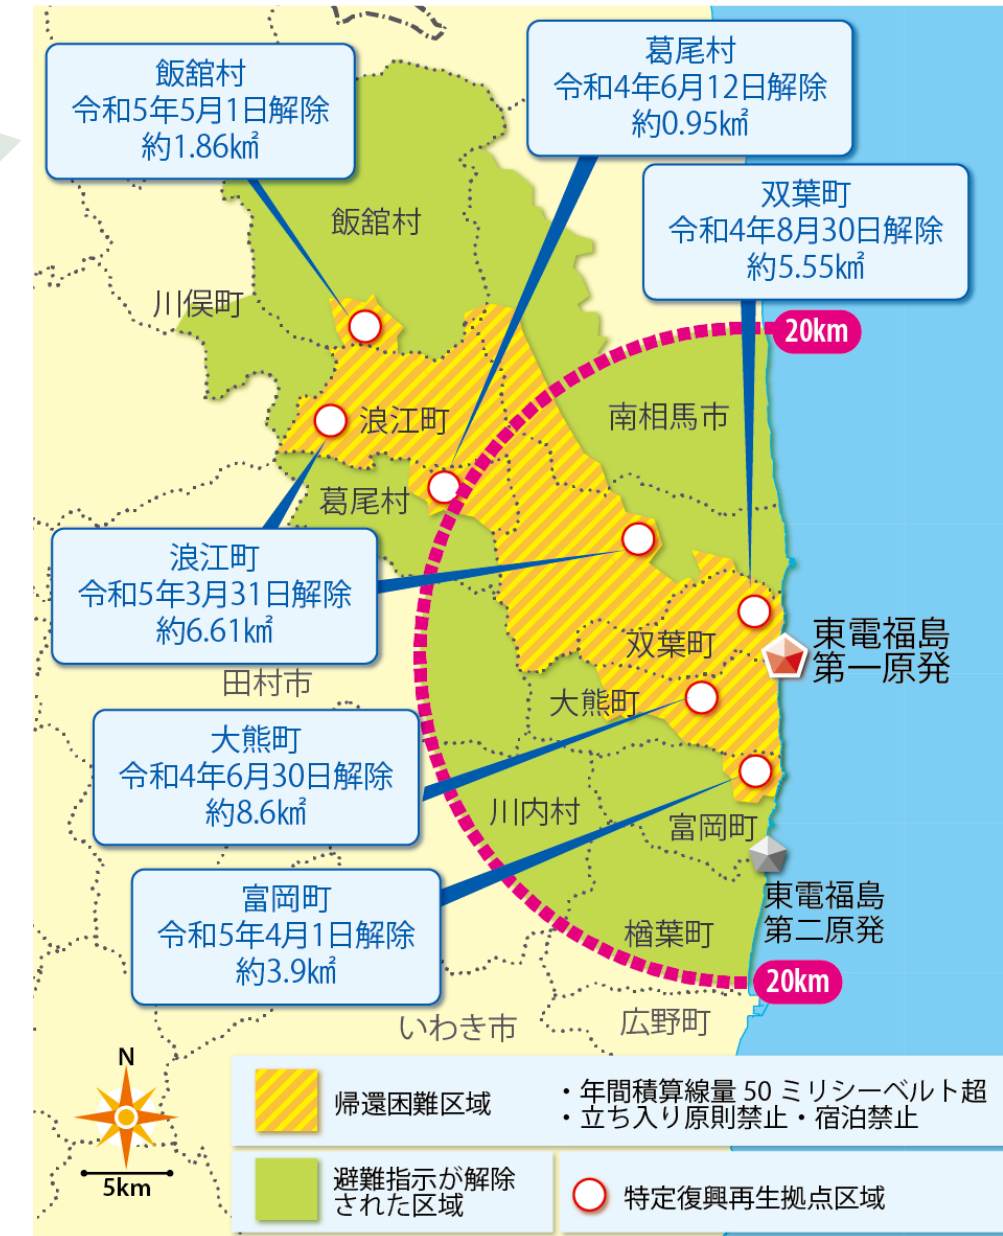 飯舘村
令和5年5月1日解除
約1.86㎢
葛尾村
令和4年6月12日解除
約0.95㎢
双葉町
令和4年8月30日解除
約5.55㎢
飯舘村
川俣町
20km
南相馬市
浪江町
葛尾村
浪江町
令和5年3月31日解除
約6.61㎢
双葉町
東電福島
第一原発
田村市
大熊町
大熊町
令和4年6月30日解除
約8.6㎢
川内村
富岡町
富岡町
令和5年4月1日解除
約3.9㎢
東電福島
第二原発
楢葉町
20km
いわき市
広野町
N
5km
帰還困難区域
・年間積算線量 50 ミリシーベルト超
・立ち入り原則禁止・宿泊禁止
避難指示が解除
された区域
特定復興再生拠点区域